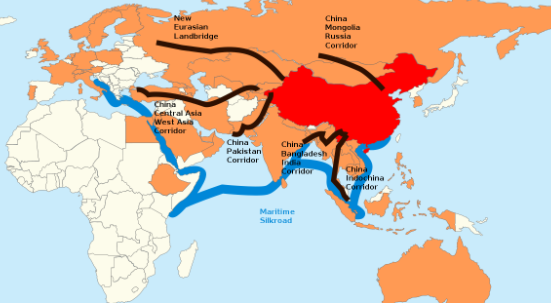 New
Eurasian
Landbridge
China
Mongolia
Russia
Corridor
China
Central Asia
West Asia
Corridor
China
Pakistan
Corridor
China
Bangladesh
India
Corridor
China
Indochina
Corridor
Maritime
Silkroad